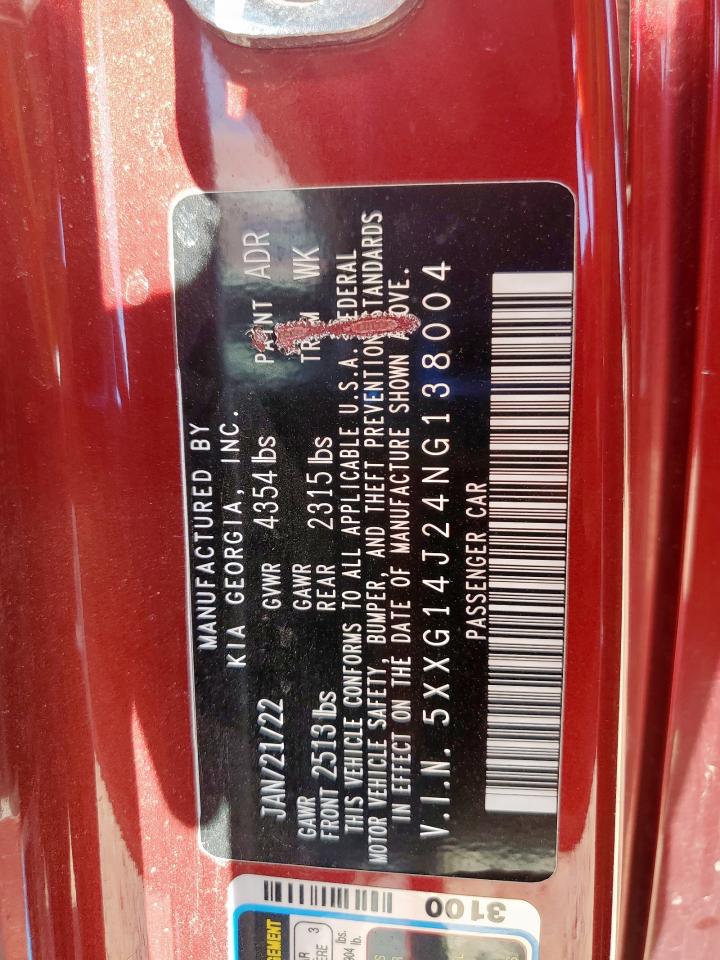 MANUFACTURED BY
KIA GEORGIA, INC.
JAN/21/22 GVWR 4354 lbs PAINT ADR
GAWR GAWR TRIM WK
FRONT 2513 lbs REAR 2315 lbs
THIS VEHICLE CONFORMS TO ALL APPLICABLE U.S.A. FEDERAL
MOTOR VEHICLE SAFETY, BUMPER, AND THEFT PREVENTION STANDARDS
IN EFFECT ON THE DATE OF MANUFACTURE SHOWN ABOVE.
V.I.N. 5XXG14J24NG138004
PASSENGER CAR
3100